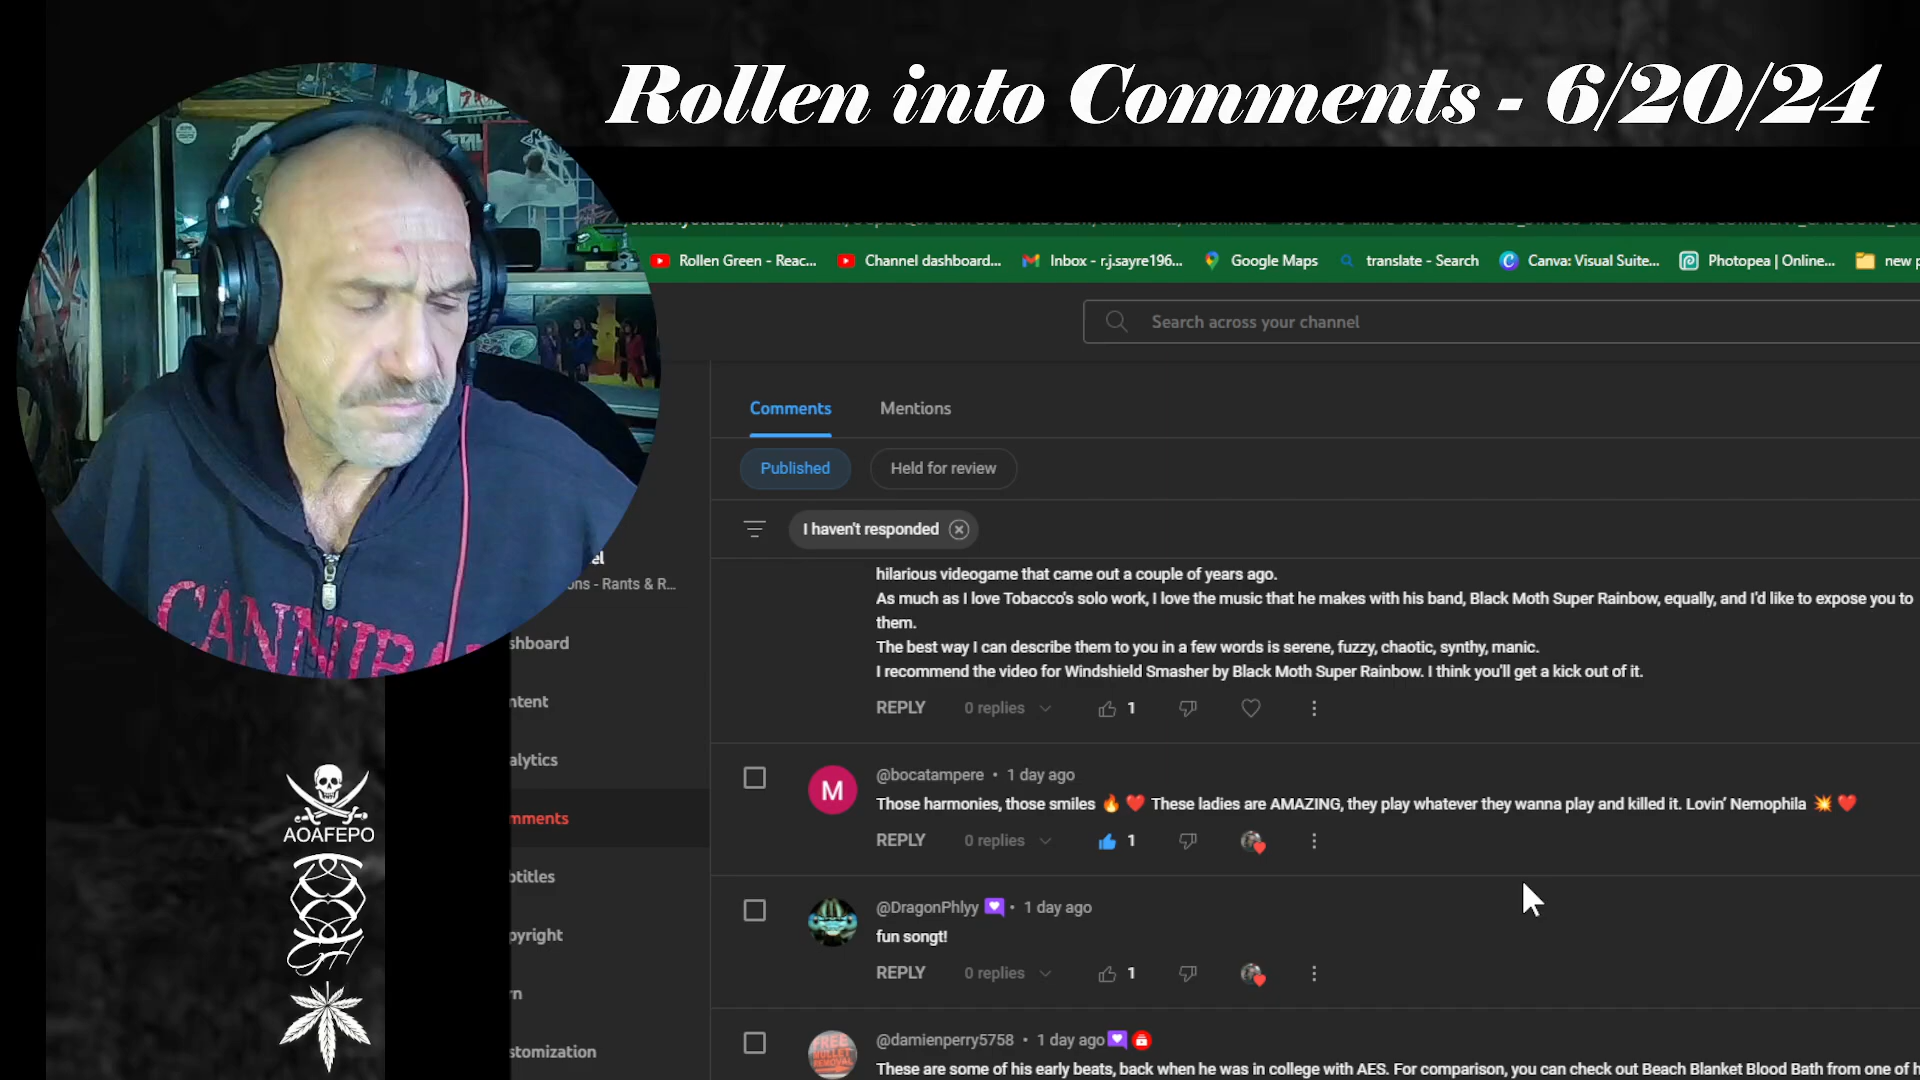 Rollen into Comments - 6/20/24
Rollen Green - Reac... Channel dashboard... Inbox - r.j.sayre196... Google Maps translate - Search Canva: Visual Suite... Photopea | Online... new p
Search across your channel
Comments Mentions
Published Held for review
I haven't responded
el
ons - Rants & R...
hilarious videogame that came out a couple of years ago.
As much as I love Tobacco's solo work, I love the music that he makes with his band, Black Moth Super Rainbow, equally, and I'd like to expose you to
them.
The best way I can describe them to you in a few words is serene, fuzzy, chaotic, synthy, manic.
I recommend the video for Windshield Smasher by Black Moth Super Rainbow. I think you'll get a kick out of it.
REPLY 0 replies 1
M
@bocatampere • 1 day ago
Those harmonies, those smiles 🔥 ❤️ These ladies are AMAZING, they play whatever they wanna play and killed it. Lovin' Nemophila 💥 ❤️
REPLY 0 replies 1
@DragonPhlyy • 1 day ago
fun songt!
REPLY 0 replies 1
@damienperry5758 • 1 day ago
FREE BULLET REMOVAL
These are some of his early beats, back when he was in college with AES. For comparison, you can check out Beach Blanket Blood Bath from one of h
shboard
ntent
alytics
mments
btitles
pyright
rn
stomization
CANNIBA
AOAFEPO